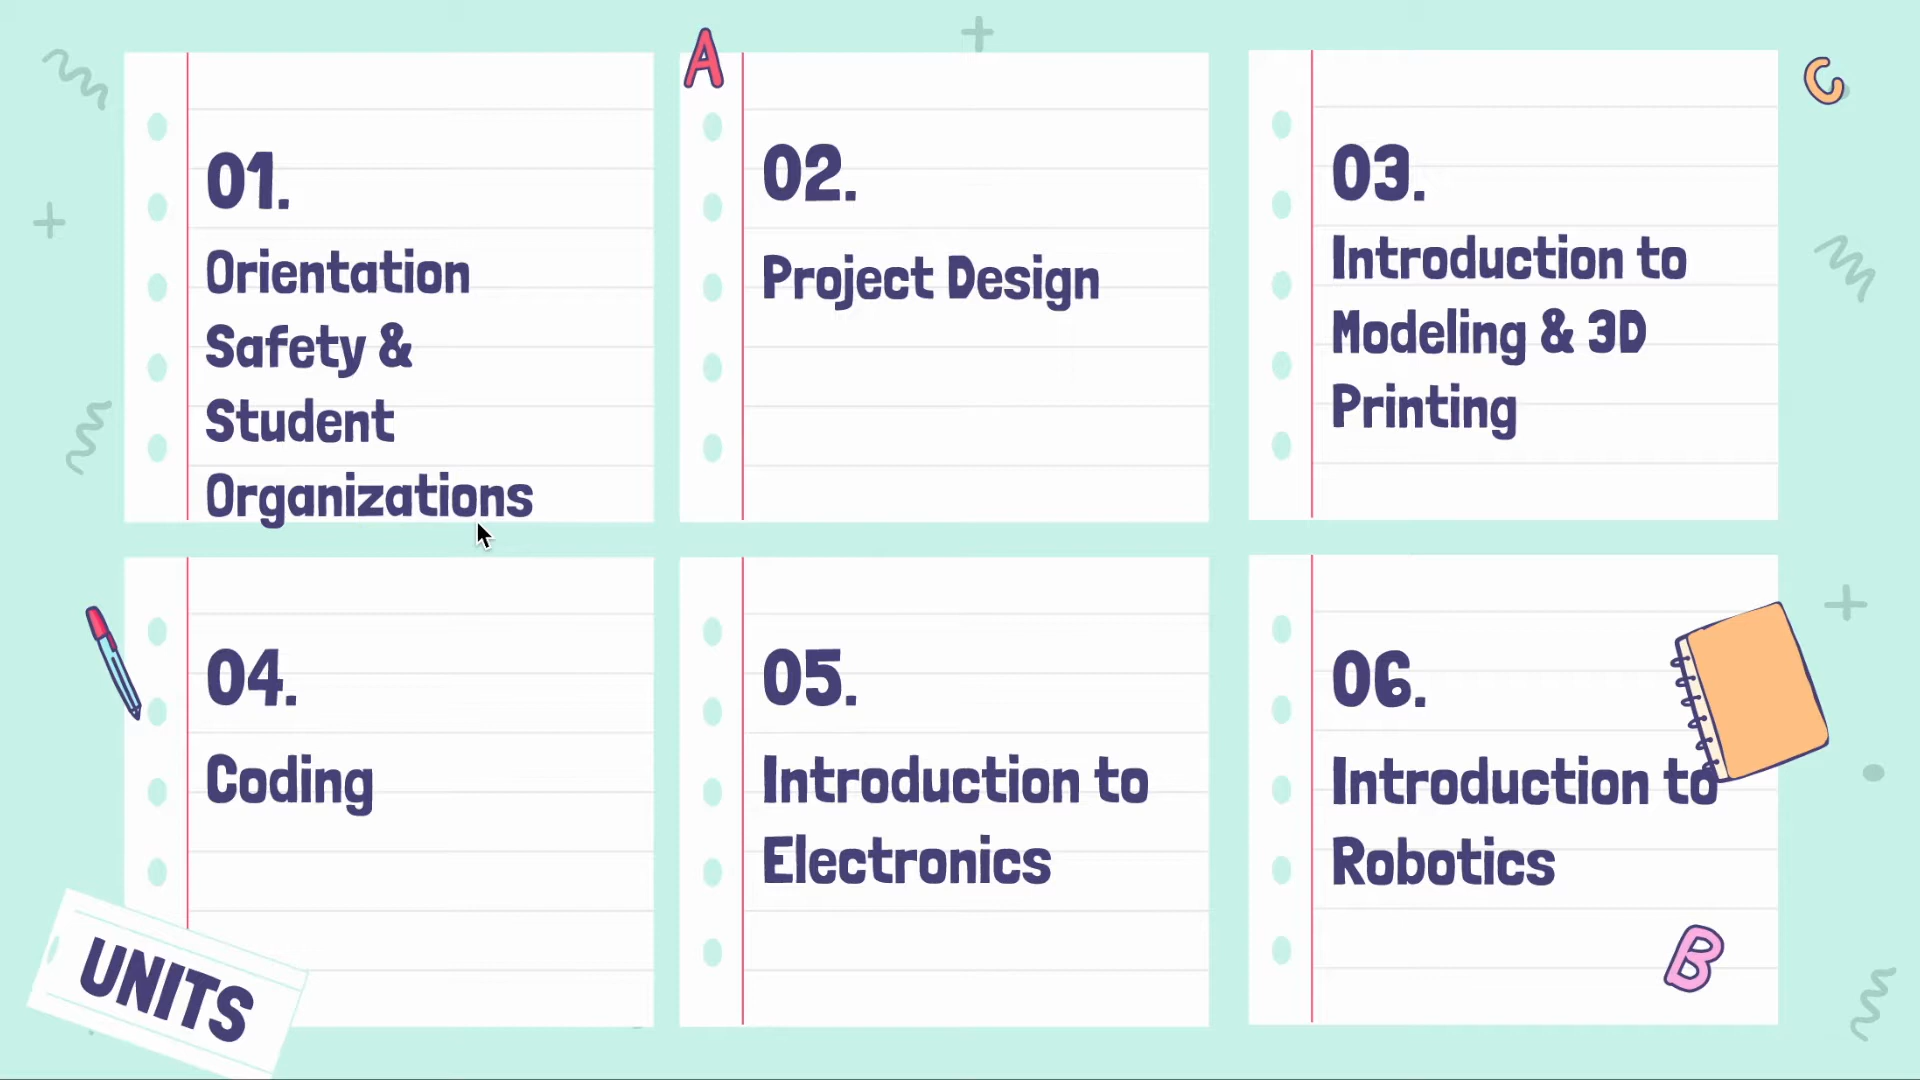 A
C
01.
Orientation
Safety &
Student
Organizations
02.
Project Design
03.
Introduction to
Modeling & 3D
Printing
04.
Coding
05.
Introduction to
Electronics
06.
Introduction to
Robotics
B
UNITS